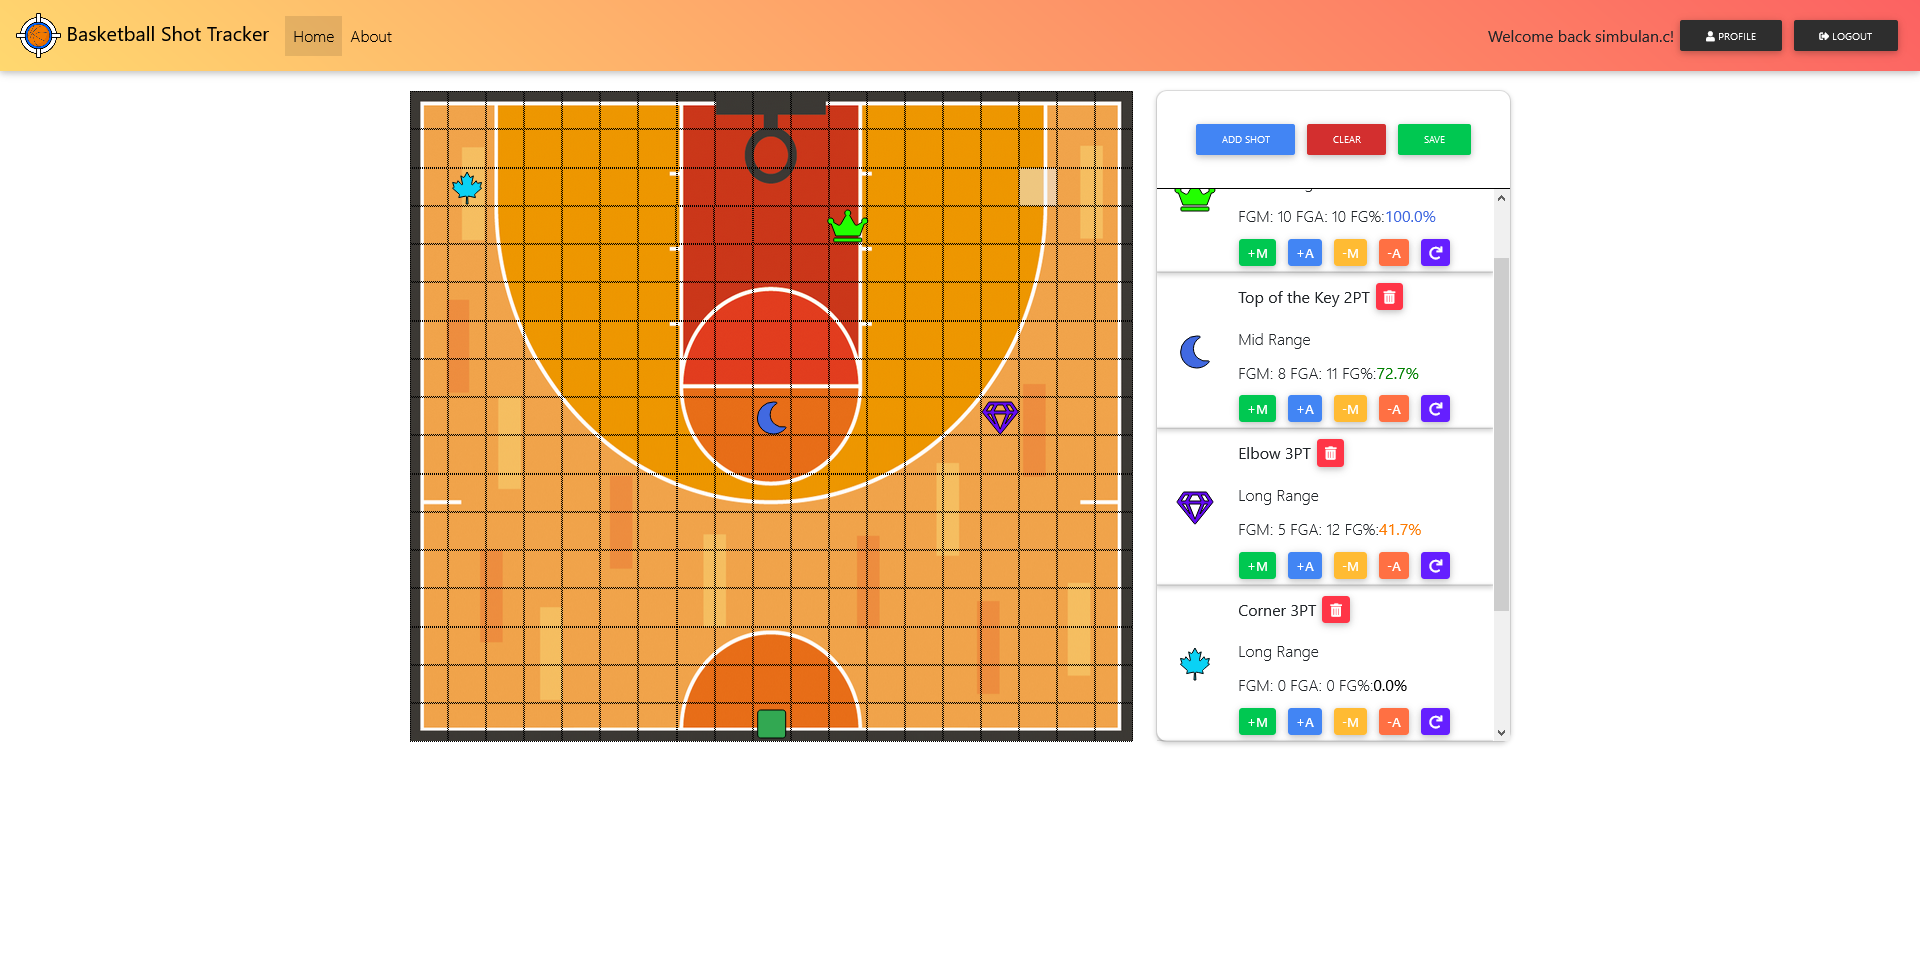 Basketball Shot Tracker
Home
About
Welcome back simbulan.c!
PROFILE
LOGOUT
ADD SHOT
CLEAR
SAVE
FGM: 10 FGA: 10 FG%:100.0%
+M +A -M -A
Top of the Key 2PT
Mid Range
FGM: 8 FGA: 11 FG%:72.7%
+M +A -M -A
Elbow 3PT
Long Range
FGM: 5 FGA: 12 FG%:41.7%
+M +A -M -A
Corner 3PT
Long Range
FGM: 0 FGA: 0 FG%:0.0%
+M +A -M -A